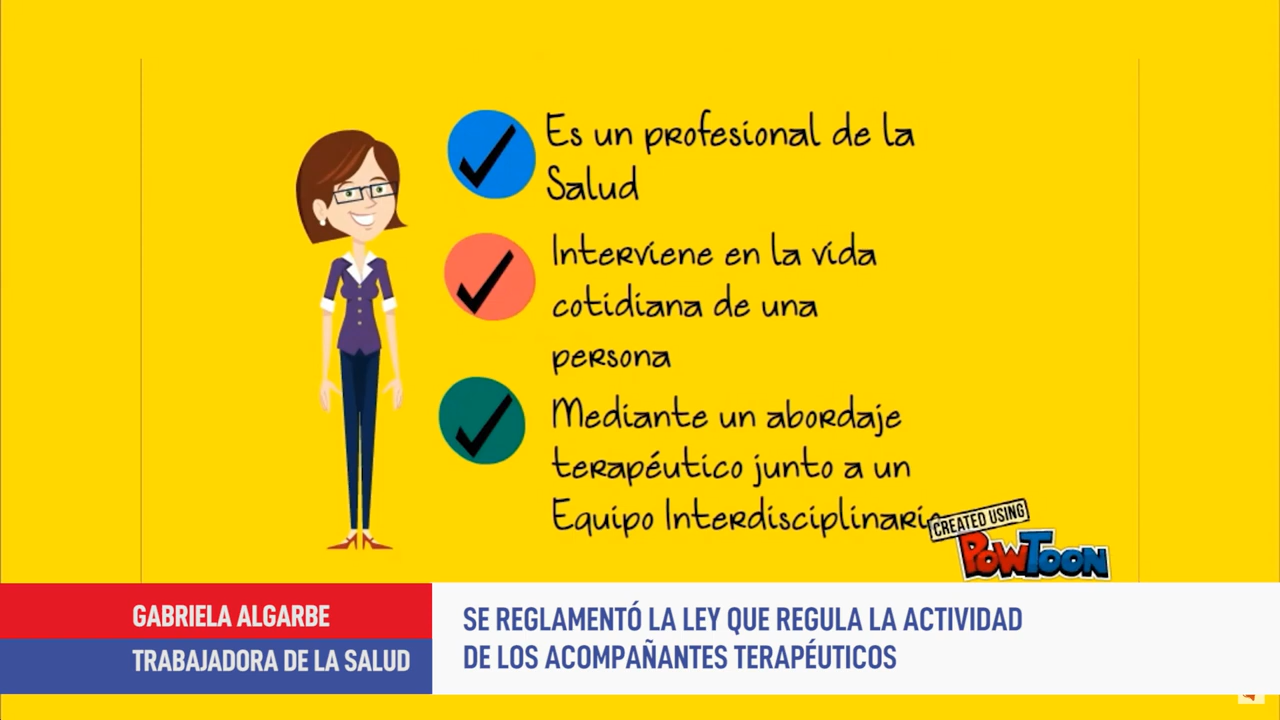 Es un profesional de la
Salud
Interviene en la vida
cotidiana de una
persona
Mediante un abordaje
terapéutico junto a un
Equipo Interdisciplinario
CREATED USING
POWTOON
GABRIELA ALGARBE
TRABAJADORA DE LA SALUD
SE REGLAMENTÓ LA LEY QUE REGULA LA ACTIVIDAD
DE LOS ACOMPAÑANTES TERAPÉUTICOS